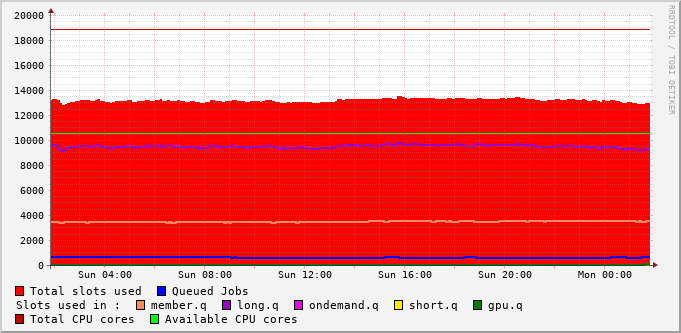 20000
18000
16000
14000
12000
10000
8000
6000
4000
2000
0
Sun 04:00 Sun 08:00 Sun 12:00 Sun 16:00 Sun 20:00 Mon 00:00
RRDTOOL / TOBI OETIKER
Total slots used Queued Jobs
Slots used in : member.q long.q ondemand.q short.q gpu.q
Total CPU cores Available CPU cores